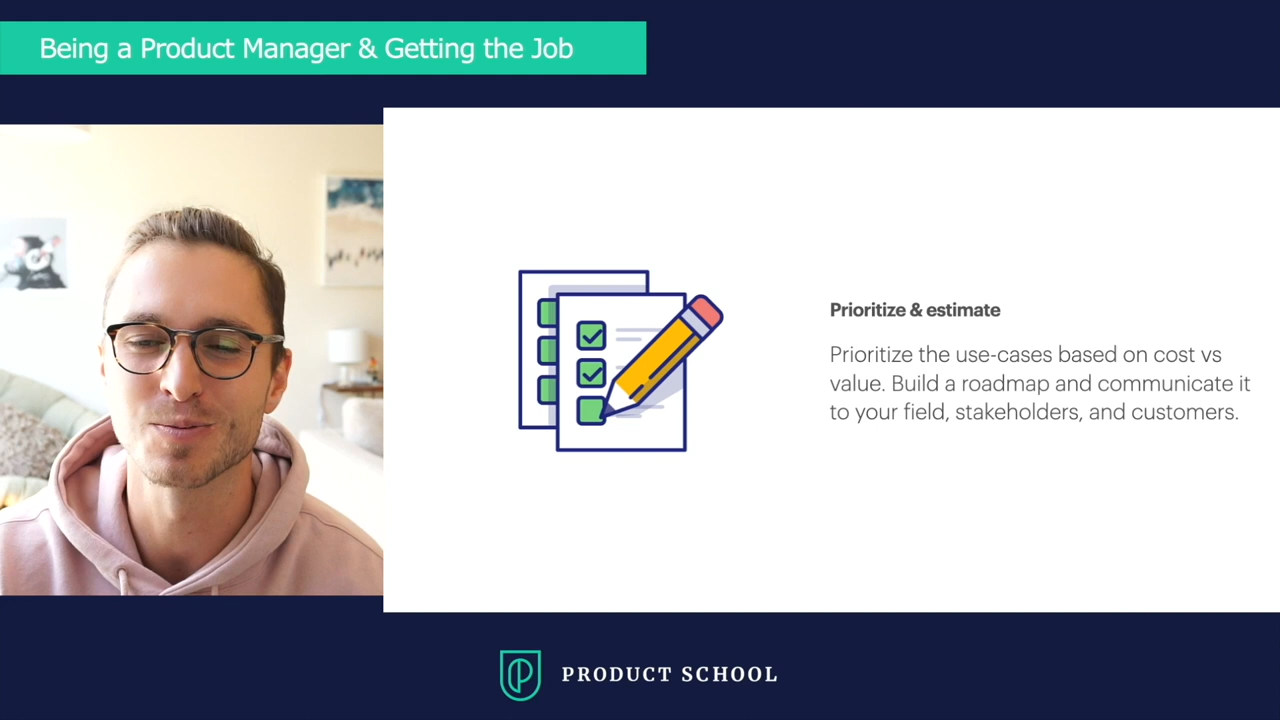 Being a Product Manager & Getting the Job
Prioritize & estimate
Prioritize the use-cases based on cost vs
value. Build a roadmap and communicate it
to your field, stakeholders, and customers.
PRODUCT SCHOOL